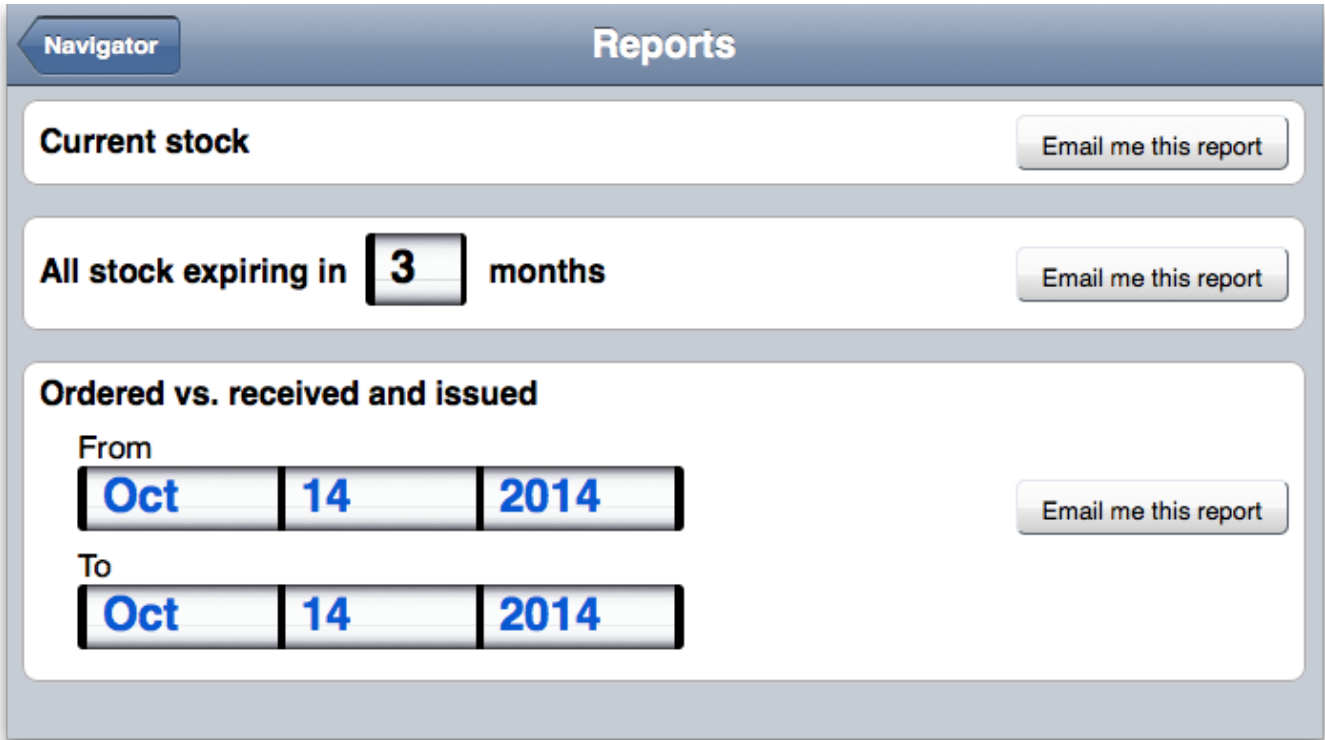 Navigator
Reports
Current stock
Email me this report
All stock expiring in 3 months
Email me this report
Ordered vs. received and issued
From
Oct 14 2014
Email me this report
To
Oct 14 2014